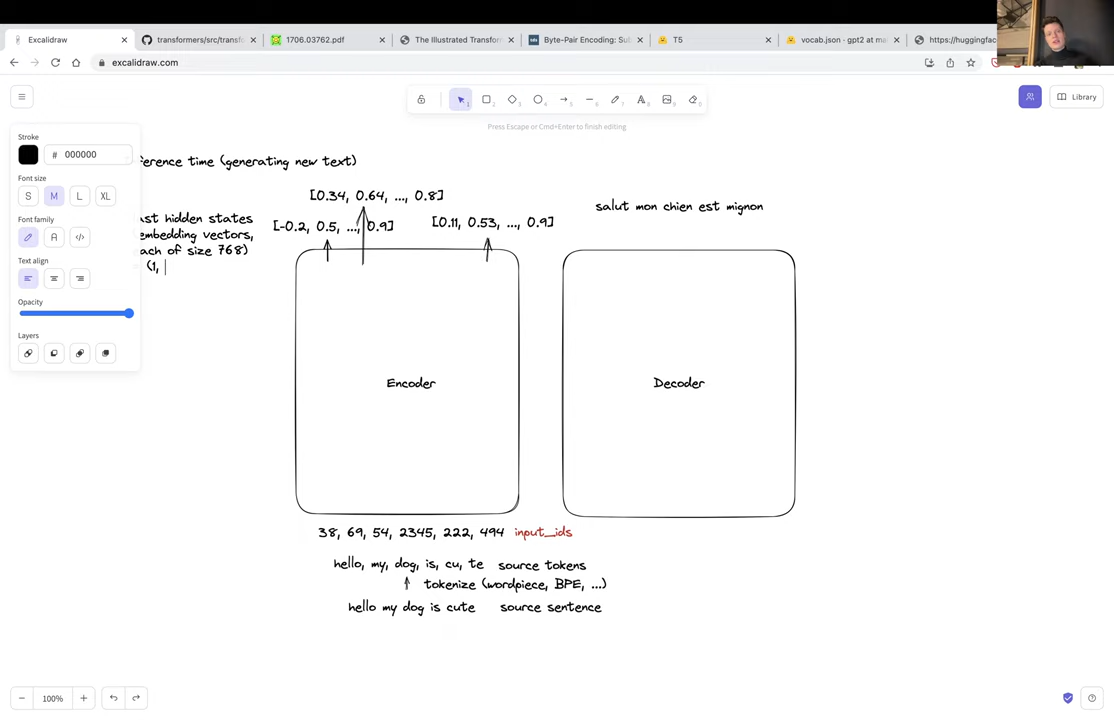 Excalidraw
transformers/src/transf
1706.03762.pdf
The Illustrated Transfor
Byte-Pair Encoding: Sub
T5
vocab.json · gpt2 at ma
https://huggingfac
excalidraw.com
Library
Press Escape or Cmd+Enter to finish editing
Stroke
# 000000
Font size
S M L XL
Font family
Text align
Opacity
Layers
ference time (generating new text)
[0.34, 0.64, ..., 0.8]
ast hidden states
embedding vectors,
ach of size 768)
(1,
[-0.2, 0.5, ..., 0.9]
[0.11, 0.53, ..., 0.9]
salut mon chien est mignon
Encoder
Decoder
38, 69, 54, 2345, 222, 494 input_ids
hello, my, dog, is, cu, te source tokens
tokenize (wordpiece, BPE, ...)
hello my dog is cute source sentence
100%